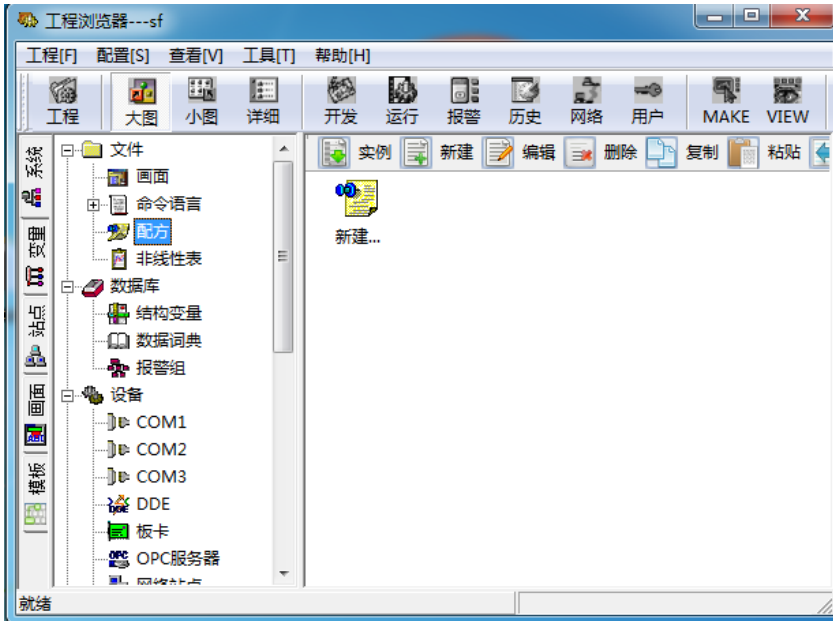 工程浏览器---sf
工程[F] 配置[S] 查看[V] 工具[T] 帮助[H]
工程 大图 小图 详细 开发 运行 报警 历史 网络 用户 MAKE VIEW
系统
变量
站点
画面
模板
文件
画面
命令语言
配方
非线性表
数据库
结构变量
数据词典
报警组
设备
COM1
COM2
COM3
DDE
板卡
OPC服务器
网络站点
实例 新建 编辑 删除 复制 粘贴
新建...
就绪